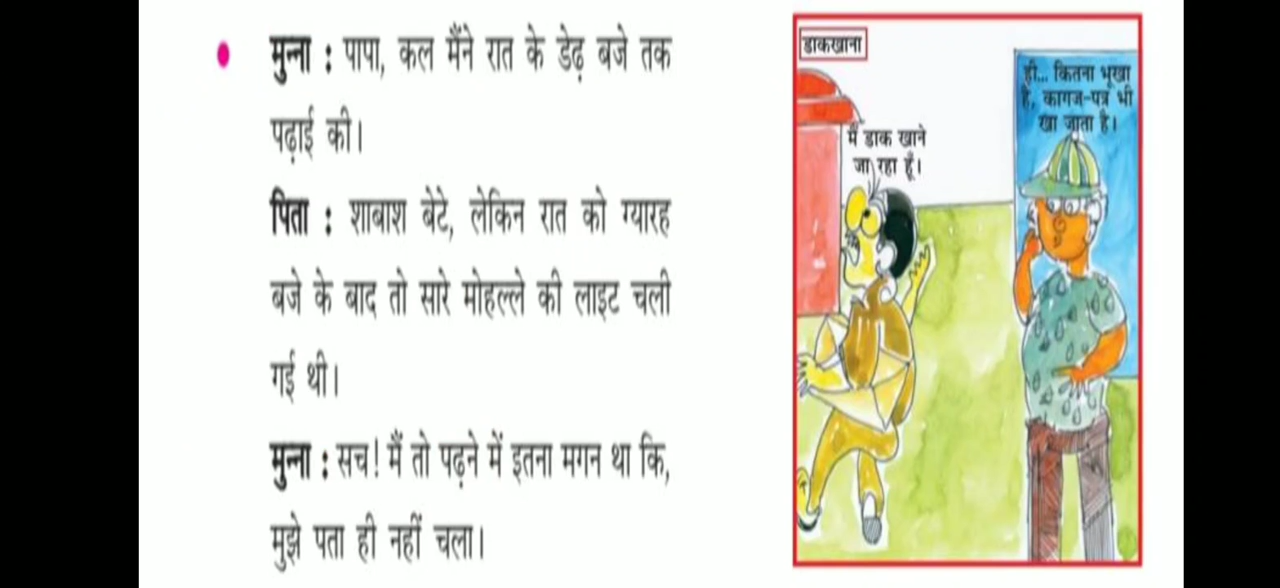 मुन्ना : पापा, कल मैंने रात के डेढ़ बजे तक
पढ़ाई की।
पिता : शाबाश बेटे, लेकिन रात को ग्यारह
बजे के बाद तो सारे मोहल्ले की लाइट चली
गई थी।
मुन्ना : सच! मैं तो पढ़ने में इतना मगन था कि,
मुझे पता ही नहीं चला।
डाकखाना
मैं डाक खाने
जा रहा हूँ।
ही... कितना भूखा
है, कागज-पत्र भी
खा जाता है।